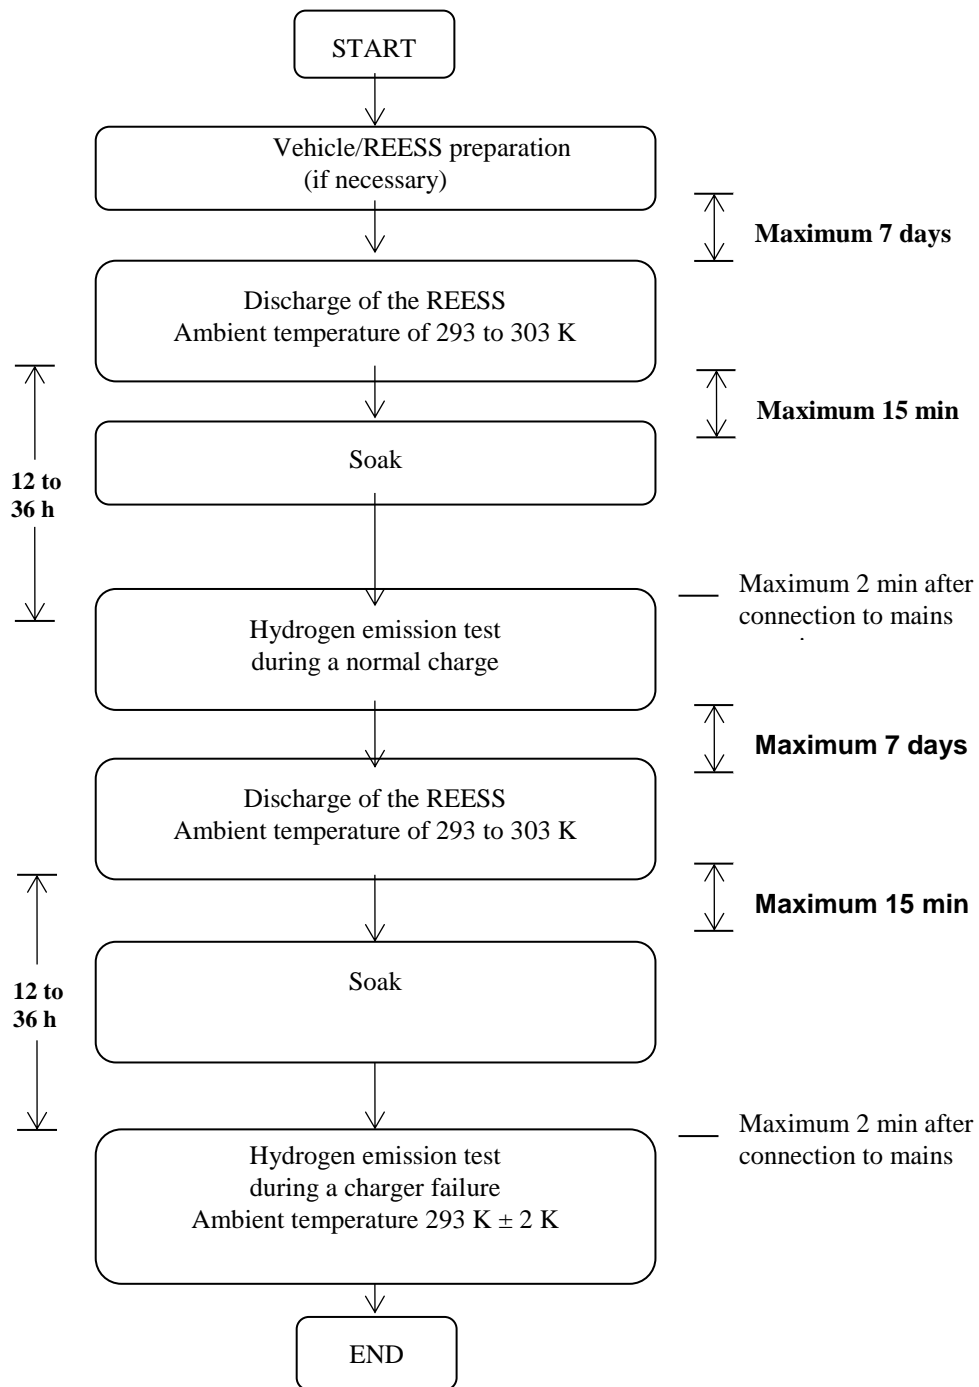 START
Vehicle/REESS preparation
(if necessary)
Maximum 7 days
Discharge of the REESS
Ambient temperature of 293 to 303 K
Maximum 15 min
Soak
12 to
36 h
Maximum 2 min after
connection to mains
Hydrogen emission test
during a normal charge
Maximum 7 days
Discharge of the REESS
Ambient temperature of 293 to 303 K
Maximum 15 min
Soak
12 to
36 h
Maximum 2 min after
connection to mains
Hydrogen emission test
during a charger failure
Ambient temperature 293 K ± 2 K
END